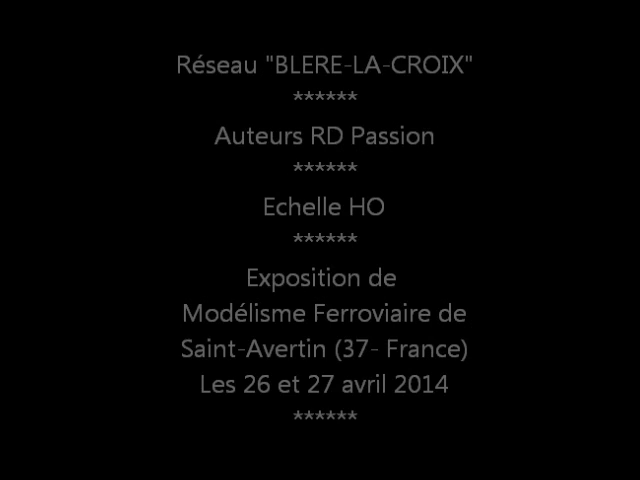 Réseau "BLERE-LA-CROIX"
******
Auteurs RD Passion
******
Echelle HO
******
Exposition de
Modélisme Ferroviaire de
Saint-Avertin (37- France)
Les 26 et 27 avril 2014
******